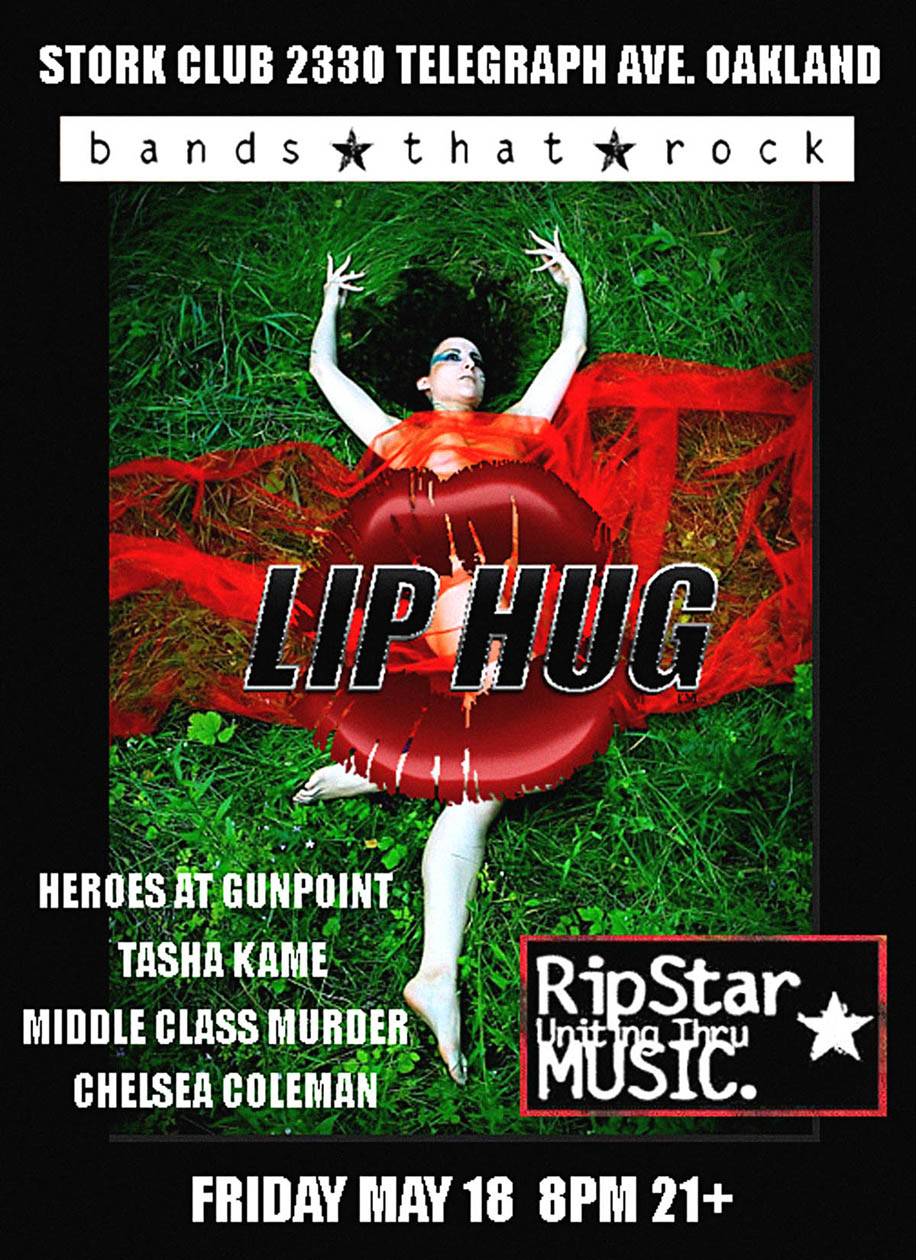 STORK CLUB 2330 TELEGRAPH AVE. OAKLAND
bands★that★rock
LIP HUG
TM
HEROES AT GUNPOINT
TASHA KAME
MIDDLE CLASS MURDER
CHELSEA COLEMAN
RipStar
Uniting Thru
MUSIC.
FRIDAY MAY 18 8PM 21+